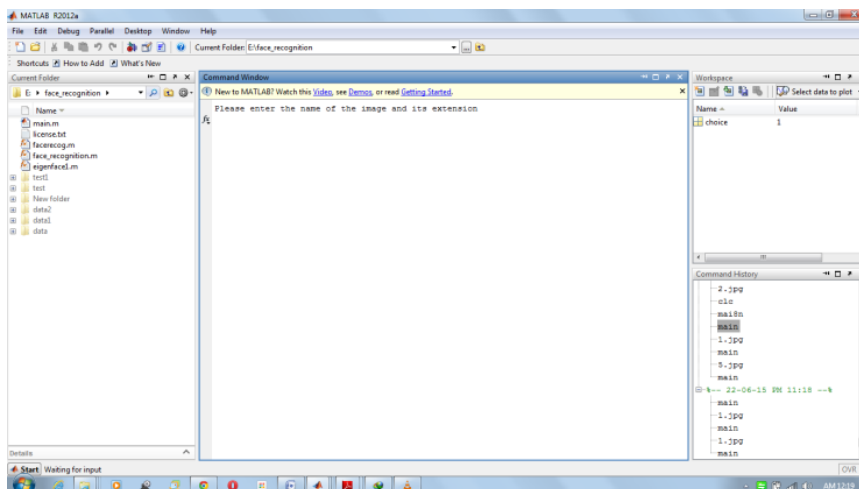 MATLAB R2012a
File Edit Debug Parallel Desktop Window Help
Current Folder: E:\face_recognition
Shortcuts How to Add What's New
Current Folder
E: face_recognition
Name
main.m
license.txt
facerecog.m
face_recognition.m
eigenface1.m
test1
test
New folder
data2
data1
data
Details
Command Window
New to MATLAB? Watch this Video, see Demos, or read Getting Started.
Please enter the name of the image and its extension
fx
Workspace
Select data to plot
Name Value
choice 1
Command History
2.jpg
clc
mai8n
main
1.jpg
main
5.jpg
main
%-- 22-06-15 PM 11:18 --%
main
1.jpg
main
1.jpg
main
Start Waiting for input
OVR
AM 12:19